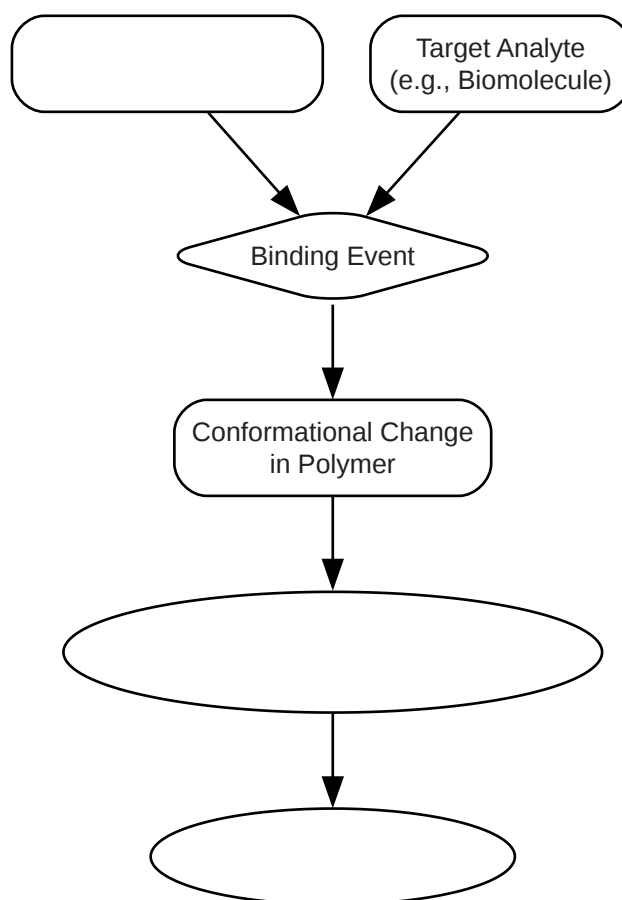 Target Analyte
(e.g., Biomolecule)
Binding Event
Conformational Change
in Polymer